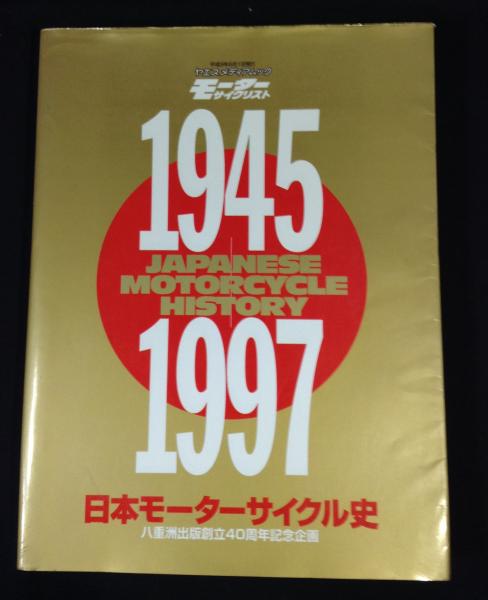 ヤエスメディアムック
モーター
サイクリスト
1945
JAPANESE
MOTORCYCLE
HISTORY
1997
日本モーターサイクル史
八重洲出版創立40周年記念企画